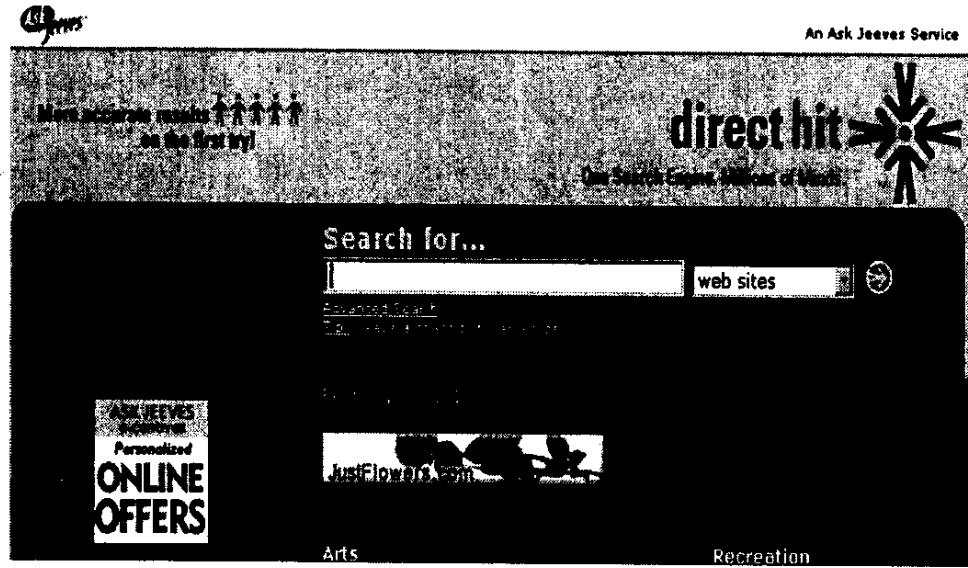 Ask Jeeves
An Ask Jeeves Service
More accurate results
on the first try!
direct hit
One Search Engine, Millions of Minds
Search for...
web sites
Advanced Search
ASK JEEVES
Personalized
ONLINE
OFFERS
JustFlowers.com
Arts
Recreation